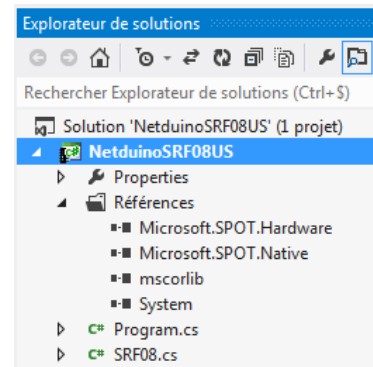 Explorateur de solutions
Rechercher Explorateur de solutions (Ctrl+$)
Solution 'NetduinoSRF08US' (1 projet)
NetduinoSRF08US
Properties
Références
Microsoft.SPOT.Hardware
Microsoft.SPOT.Native
mscorlib
System
C# Program.cs
C# SRF08.cs